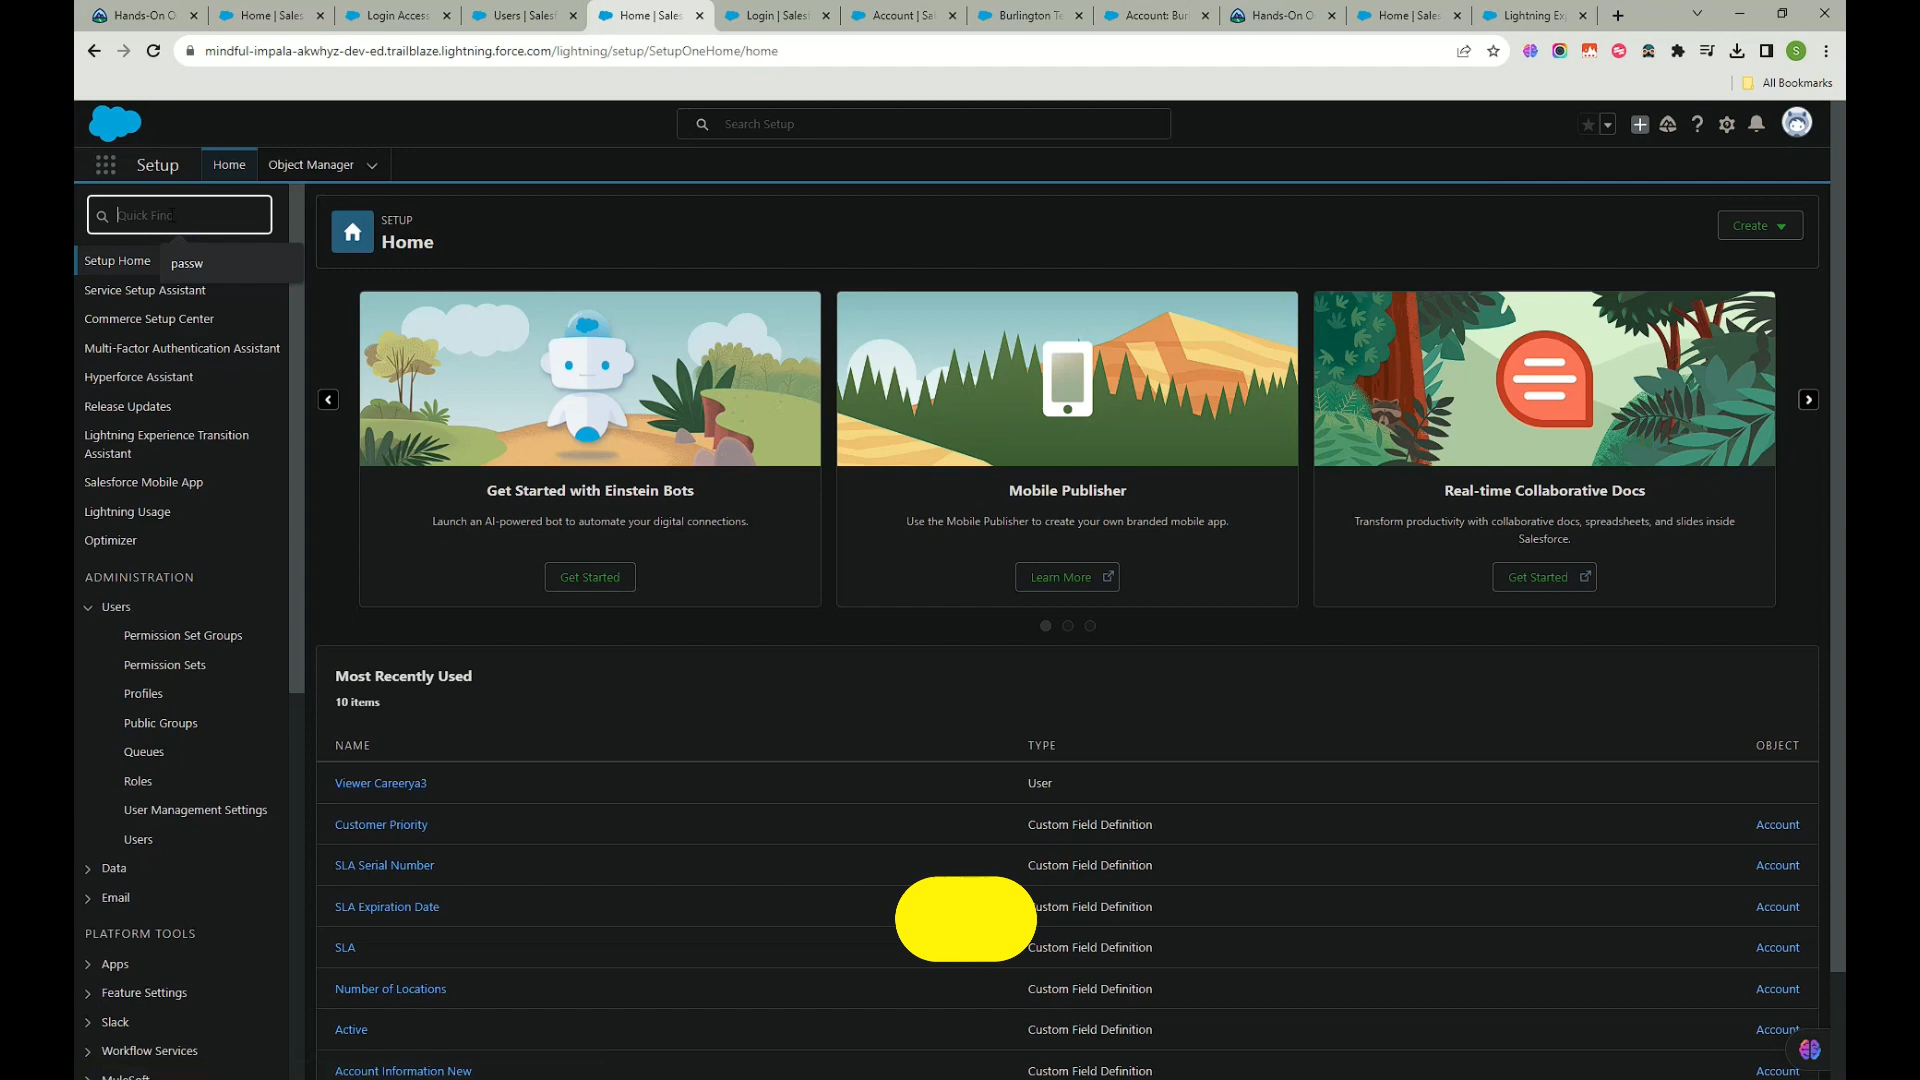 Hands-On O
Home | Sales
Login Access
Users | Salesf
Home | Sales
Login | Salesf
Account | Sal
Burlington Te
Account: Bur
Hands-On O
Home | Sales
Lightning Ex
mindful-impala-akwhyz-dev-ed.trailblaze.lightning.force.com/lightning/setup/SetupOneHome/home
S
All Bookmarks
Search Setup
Setup
Home
Object Manager
Quick Find
passw
Setup Home
Service Setup Assistant
Commerce Setup Center
Multi-Factor Authentication Assistant
Hyperforce Assistant
Release Updates
Lightning Experience Transition
Assistant
Salesforce Mobile App
Lightning Usage
Optimizer
ADMINISTRATION
Users
Permission Set Groups
Permission Sets
Profiles
Public Groups
Queues
Roles
User Management Settings
Users
Data
Email
PLATFORM TOOLS
Apps
Feature Settings
Slack
Workflow Services
MuleSoft
SETUP
Home
Create
Get Started with Einstein Bots
Launch an AI-powered bot to automate your digital connections.
Get Started
Mobile Publisher
Use the Mobile Publisher to create your own branded mobile app.
Learn More
Real-time Collaborative Docs
Transform productivity with collaborative docs, spreadsheets, and slides inside
Salesforce.
Get Started
Most Recently Used
10 items
NAME TYPE OBJECT
Viewer Careerya3 User
Customer Priority Custom Field Definition Account
SLA Serial Number Custom Field Definition Account
SLA Expiration Date ustom Field Definition Account
SLA Custom Field Definition Account
Number of Locations Custom Field Definition Account
Active Custom Field Definition Account
Account Information New Custom Field Definition Account